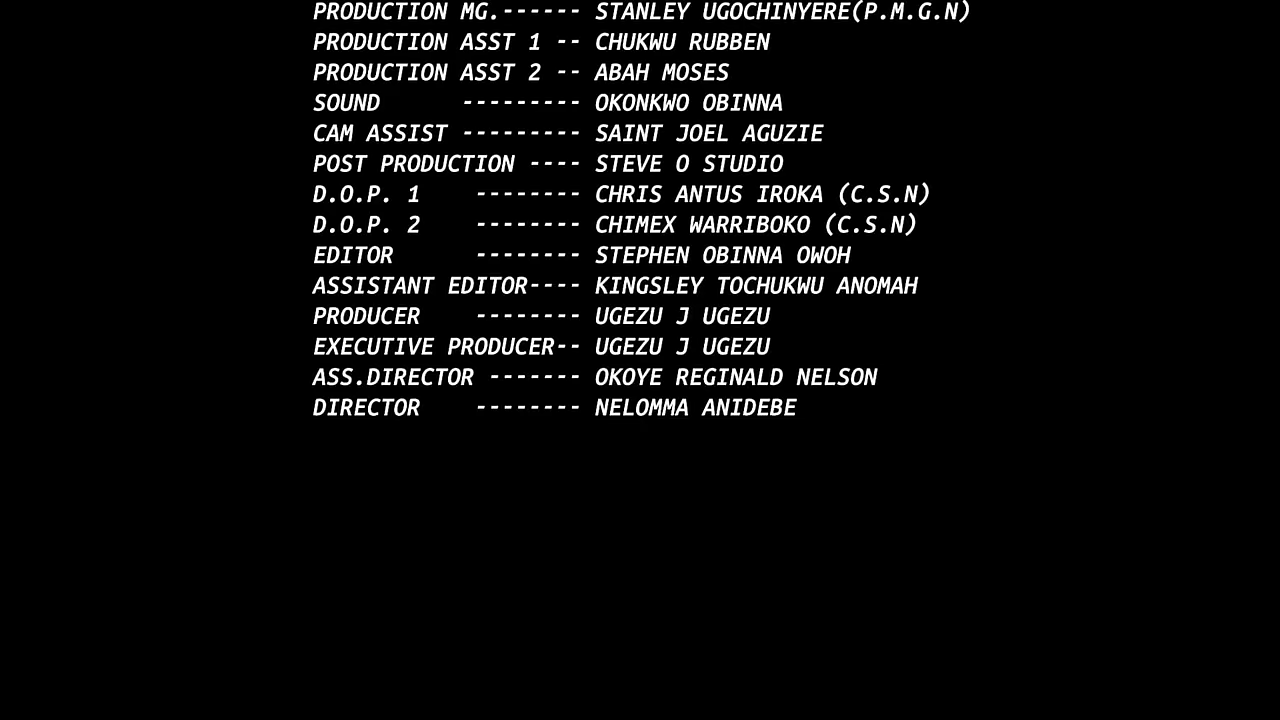 PRODUCTION MG.------ STANLEY UGOCHINYERE(P.M.G.N)
PRODUCTION ASST 1 -- CHUKWU RUBBEN
PRODUCTION ASST 2 -- ABAH MOSES
SOUND --------- OKONKWO OBINNA
CAM ASSIST --------- SAINT JOEL AGUZIE
POST PRODUCTION ---- STEVE O STUDIO
D.O.P. 1 -------- CHRIS ANTUS IROKA (C.S.N)
D.O.P. 2 -------- CHIMEX WARRIBOKO (C.S.N)
EDITOR -------- STEPHEN OBINNA OWOH
ASSISTANT EDITOR---- KINGSLEY TOCHUKWU ANOMAH
PRODUCER -------- UGEZU J UGEZU
EXECUTIVE PRODUCER-- UGEZU J UGEZU
ASS.DIRECTOR ------- OKOYE REGINALD NELSON
DIRECTOR -------- NELOMMA ANIDEBE